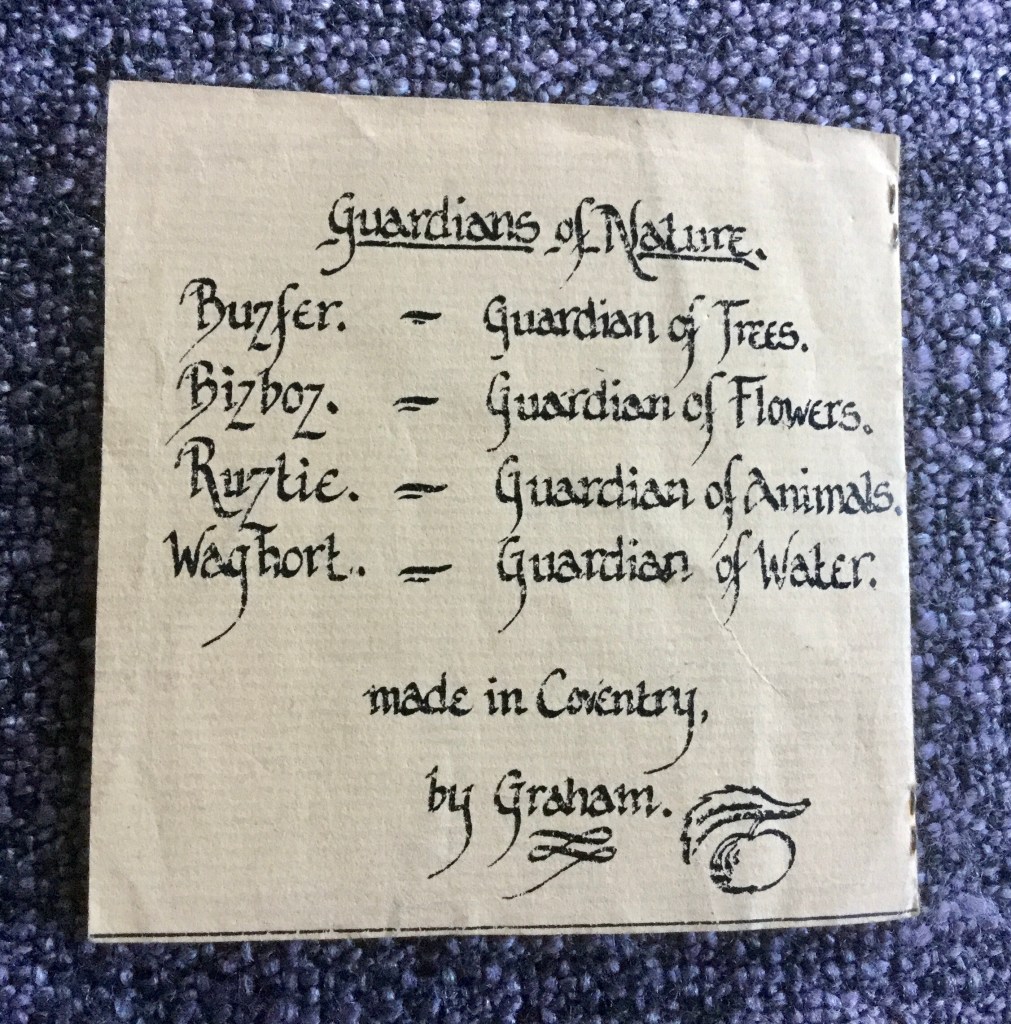 Guardians of Nature.
Buzfer. = Guardian of Trees.
Bizboz. = Guardian of Flowers.
Ruztie. = Guardian of Animals.
Waghort. = Guardian of Water.
made in Coventry,
by Graham.